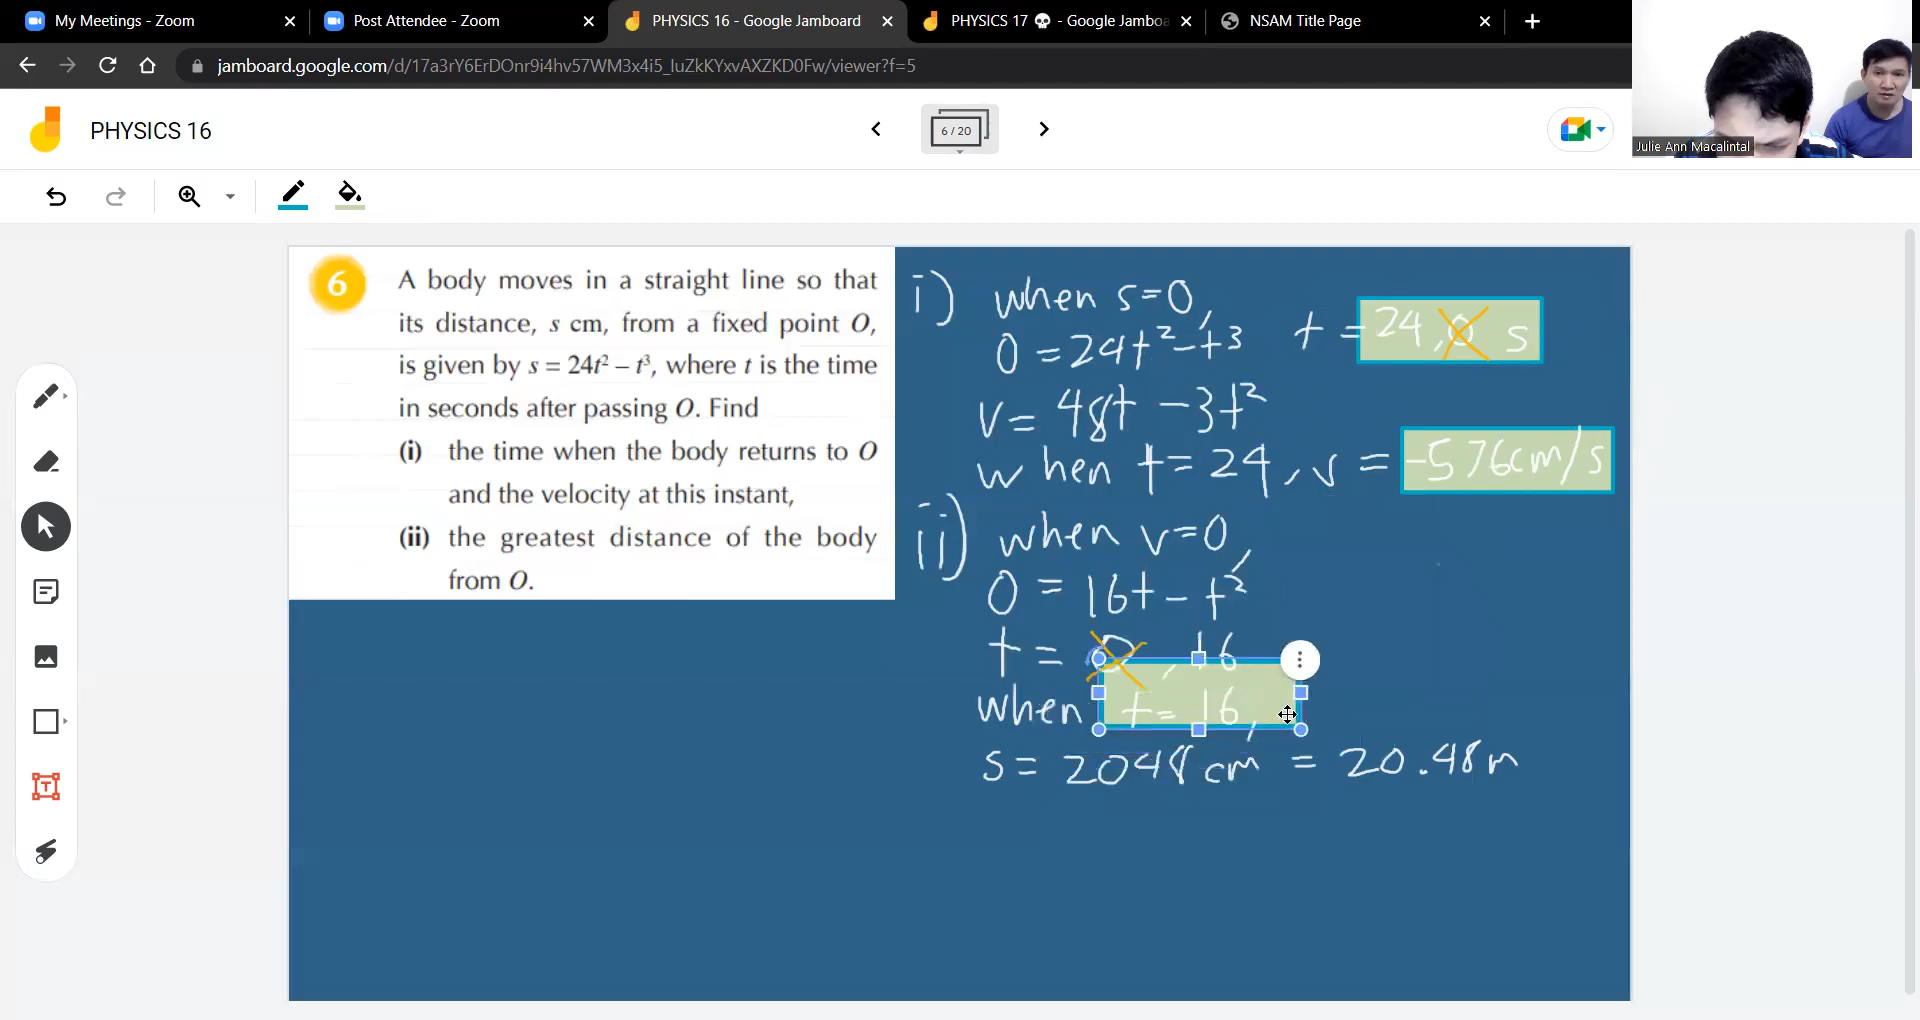 My Meetings - Zoom
Post Attendee - Zoom
PHYSICS 16 - Google Jamboard
PHYSICS 17 💀 - Google Jambo
NSAM Title Page
jamboard.google.com/d/17a3rY6ErDOnr9i4hv57WM3x4i5_IuZkKYxvAXZKD0Fw/viewer?f=5
Julie Ann Macalintal
PHYSICS 16
6 / 20
6
A body moves in a straight line so that
its distance, s cm, from a fixed point O,
is given by s = 24t² – t³, where t is the time
in seconds after passing O. Find
(i) the time when the body returns to O
and the velocity at this instant,
(ii) the greatest distance of the body
from O.
i) when s=0,
0 = 24t² - t³ t = 24, 0 s
v = 48t - 3t²
when t = 24, v = -576cm/s
ii) when v=0,
0 = 16t - t²
t = 0, 16
when t = 16,
s = 2048 cm = 20.48m